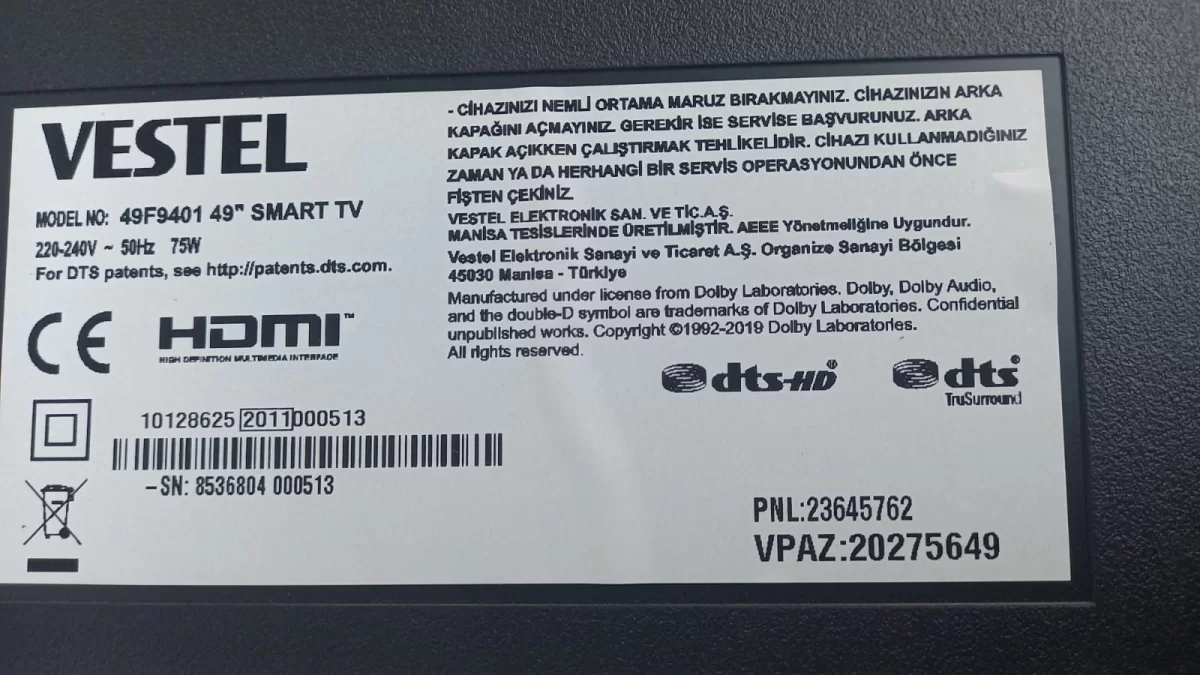 VESTEL
MODEL NO: 49F9401 49" SMART TV
220-240V ~ 50Hz 75W
For DTS patents, see http://patents.dts.com.
CE HDMI™
HIGH DEFINITION MULTIMEDIA INTERFACE
10128625 2011 000513
-SN: 8536804 000513
- CİHAZINIZI NEMLİ ORTAMA MARUZ BIRAKMAYINIZ. CİHAZINIZIN ARKA
KAPAĞINI AÇMAYINIZ. GEREKİR İSE SERVİSE BAŞVURUNUZ. ARKA
KAPAK AÇIKKEN ÇALIŞTIRMAK TEHLİKELİDİR. CİHAZI KULLANMADIĞINIZ
ZAMAN YA DA HERHANGİ BİR SERVİS OPERASYONUNDAN ÖNCE
FİŞTEN ÇEKİNİZ.
VESTEL ELEKTRONİK SAN. VE TİC.A.Ş.
MANİSA TESİSLERİNDE ÜRETİLMİŞTİR. AEEE Yönetmeliğine Uygundur.
Vestel Elektronik Sanayi ve Ticaret A.Ş. Organize Sanayi Bölgesi
45030 Manisa - Türkiye
Manufactured under license from Dolby Laboratories. Dolby, Dolby Audio,
and the double-D symbol are trademarks of Dolby Laboratories. Confidential
unpublished works. Copyright ©1992-2019 Dolby Laboratories.
All rights reserved.
dts-HD® dts®
TruSurround
PNL:23645762
VPAZ:20275649